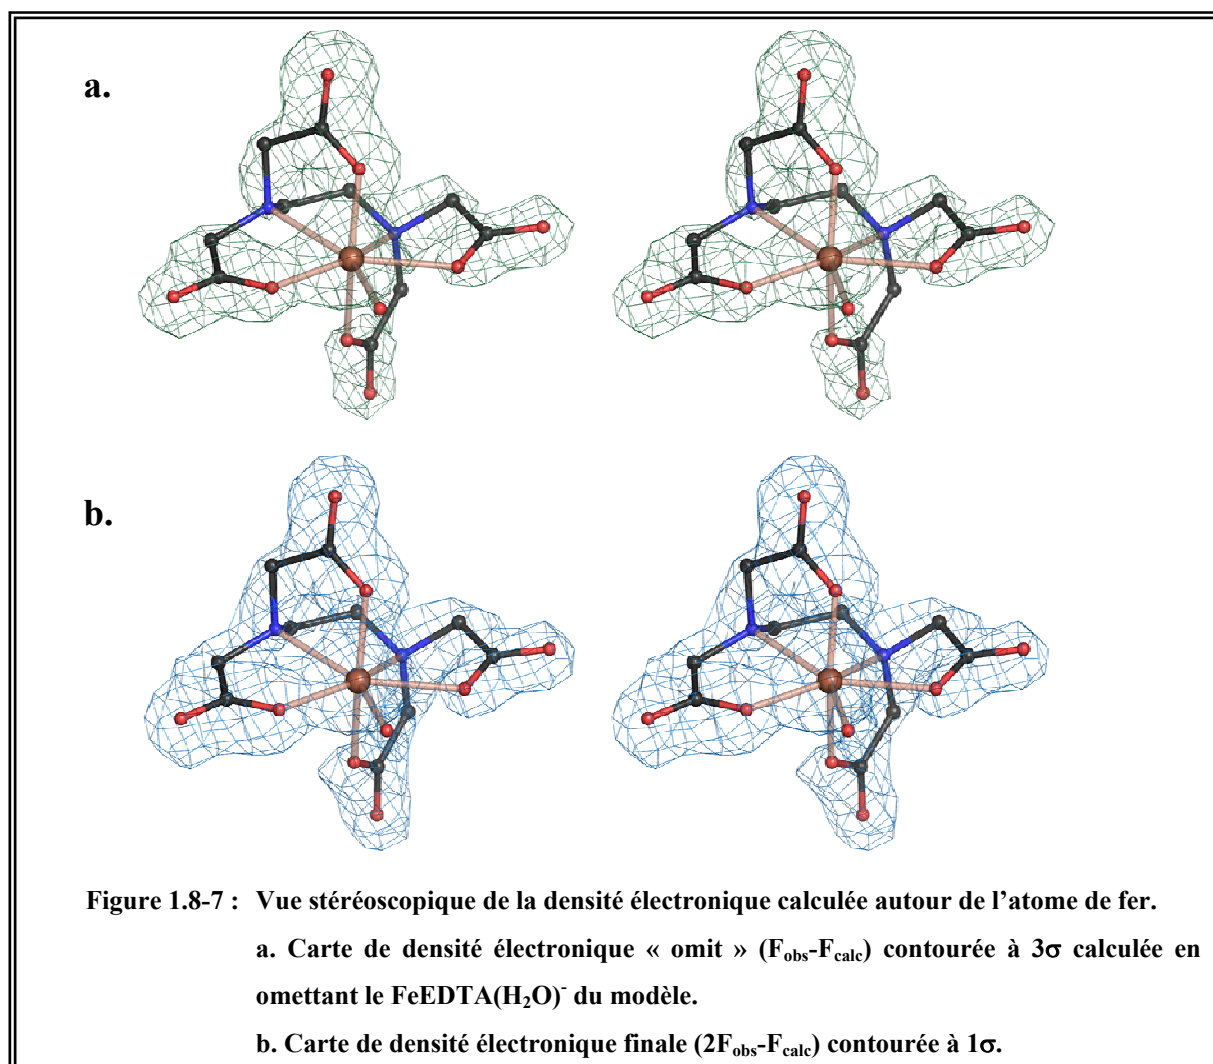 a.
b.
Figure 1.8-7 : Vue stéréoscopique de la densité électronique calculée autour de l’atome de fer.
a. Carte de densité électronique « omit » (Fobs-Fcalc) contourée à 3σ calculée en
omettant le FeEDTA(H2O)- du modèle.
b. Carte de densité électronique finale (2Fobs-Fcalc) contourée à 1σ.